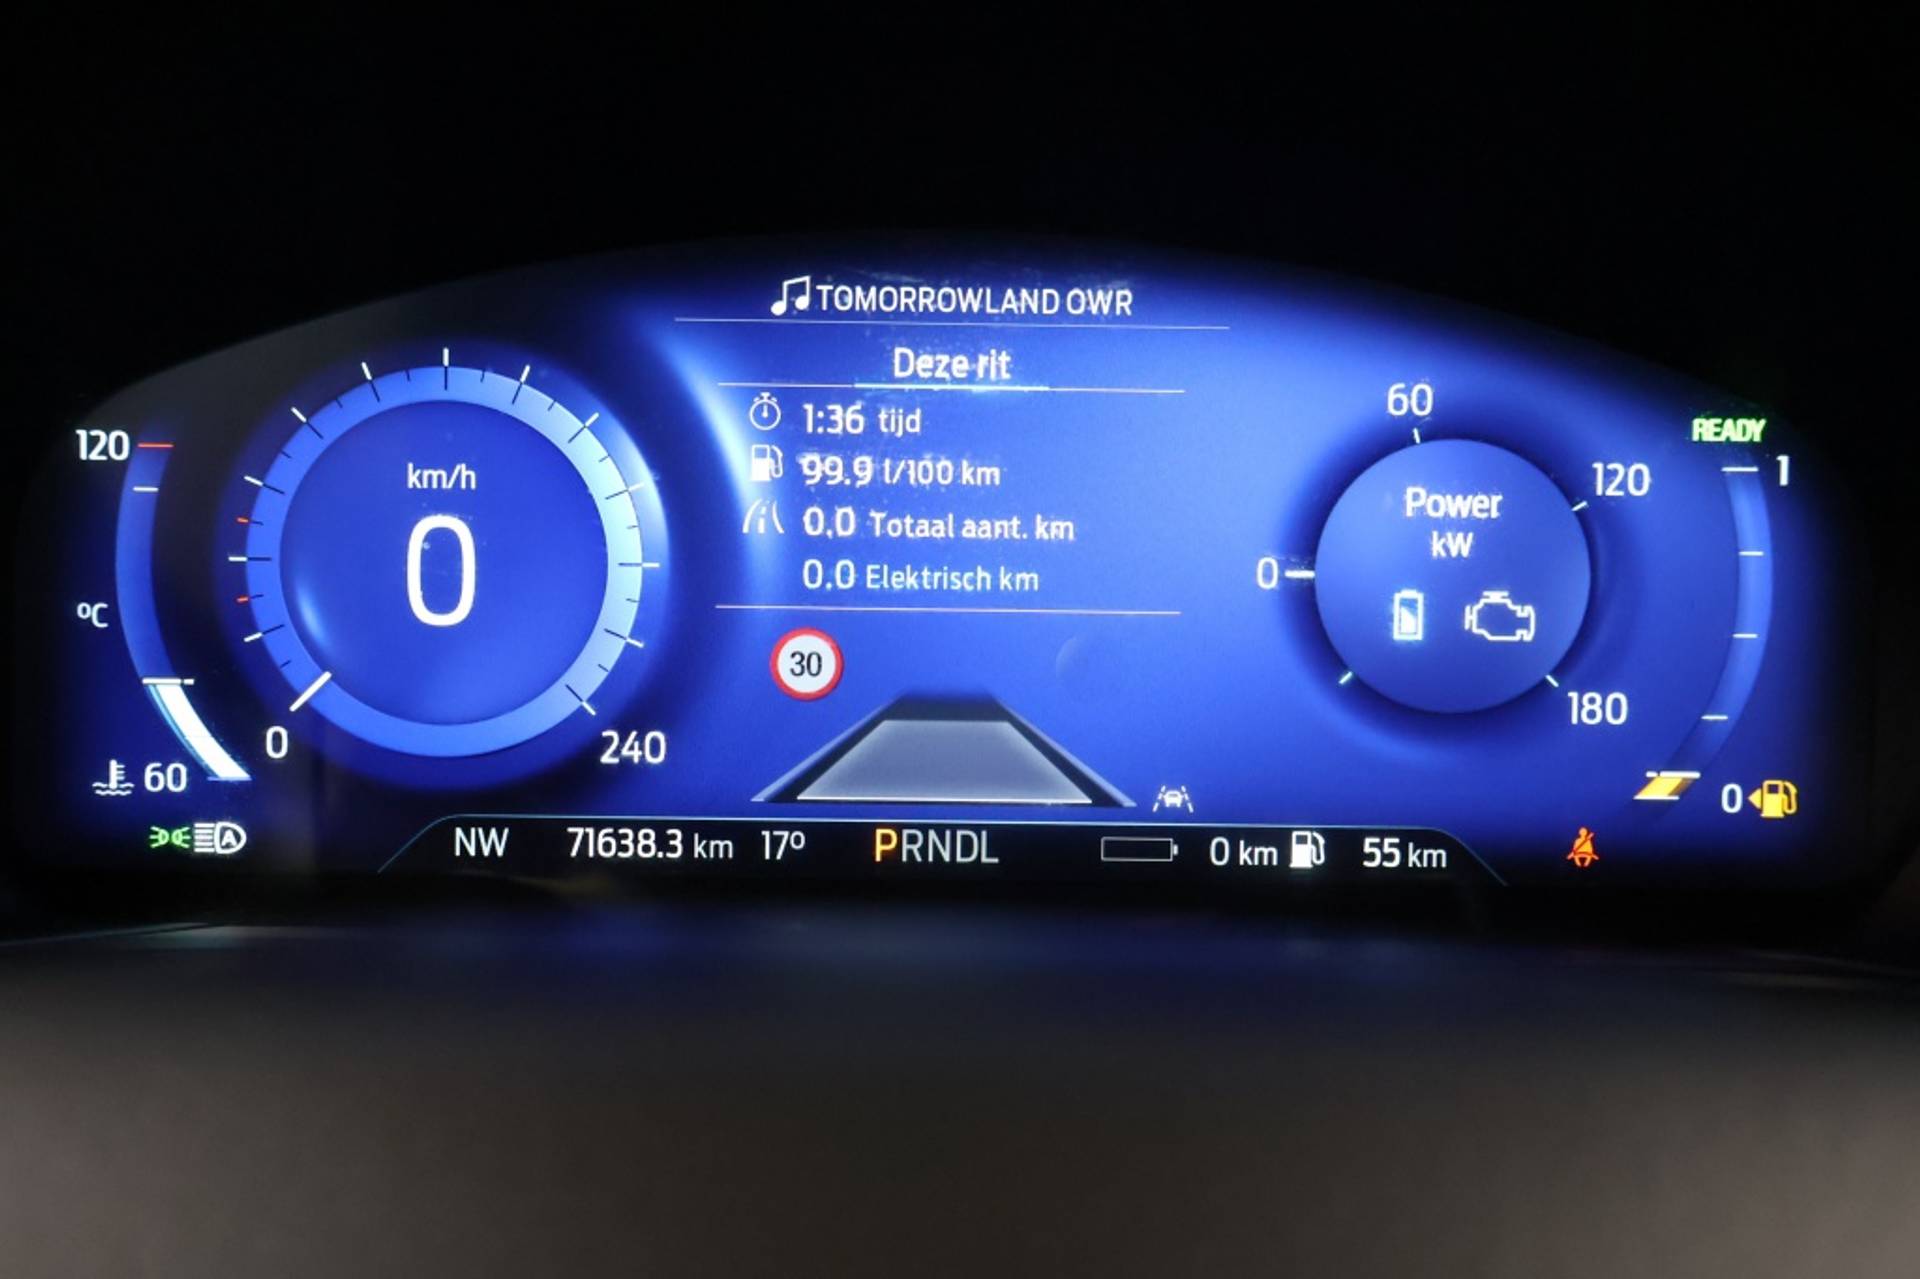 TOMORROWLAND OWR
Deze rit
1:36 tijd
99.9 l/100 km
0.0 Totaal aant. km
0.0 Elektrisch km
30
120
°C
60
km/h
0
0
240
60
120
0
180
Power
kW
READY
1
0
A
NW 71638.3 km 17° PRNDL 0 km 55 km